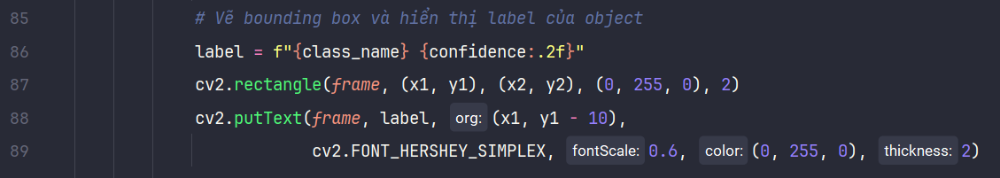 85 # Vẽ bounding box và hiển thị label của object
86 label = f"{class_name} {confidence:.2f}"
87 cv2.rectangle(frame, (x1, y1), (x2, y2), (0, 255, 0), 2)
88 cv2.putText(frame, label, org: (x1, y1 - 10),
89 cv2.FONT_HERSHEY_SIMPLEX, fontScale: 0.6, color: (0, 255, 0), thickness: 2)